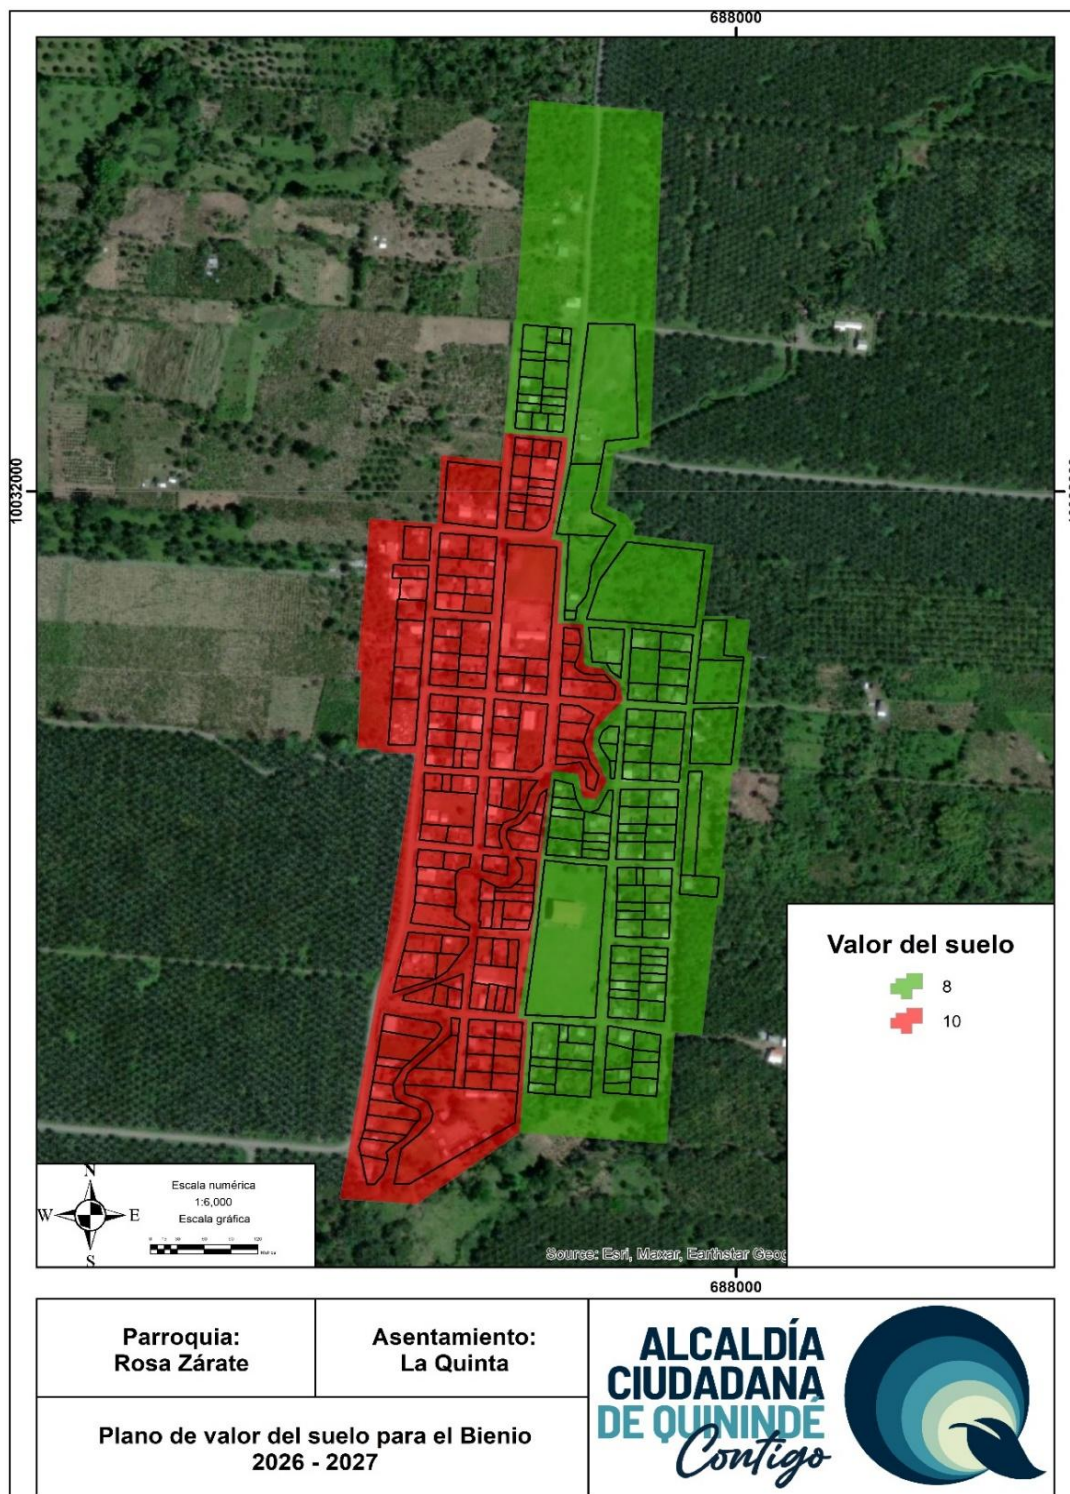 688000
10032000
Valor del suelo
8
10
N
W
E
S
Escala numérica
1:6,000
Escala gráfica
Source: Esri, Maxar, Earthstar
688000
Parroquia:
Rosa Zárate
Asentamiento:
La Quinta
Plano de valor del suelo para el Bienio
2026 - 2027
ALCALDÍA
CIUDADANA
DE QUININDÉ
Contigo